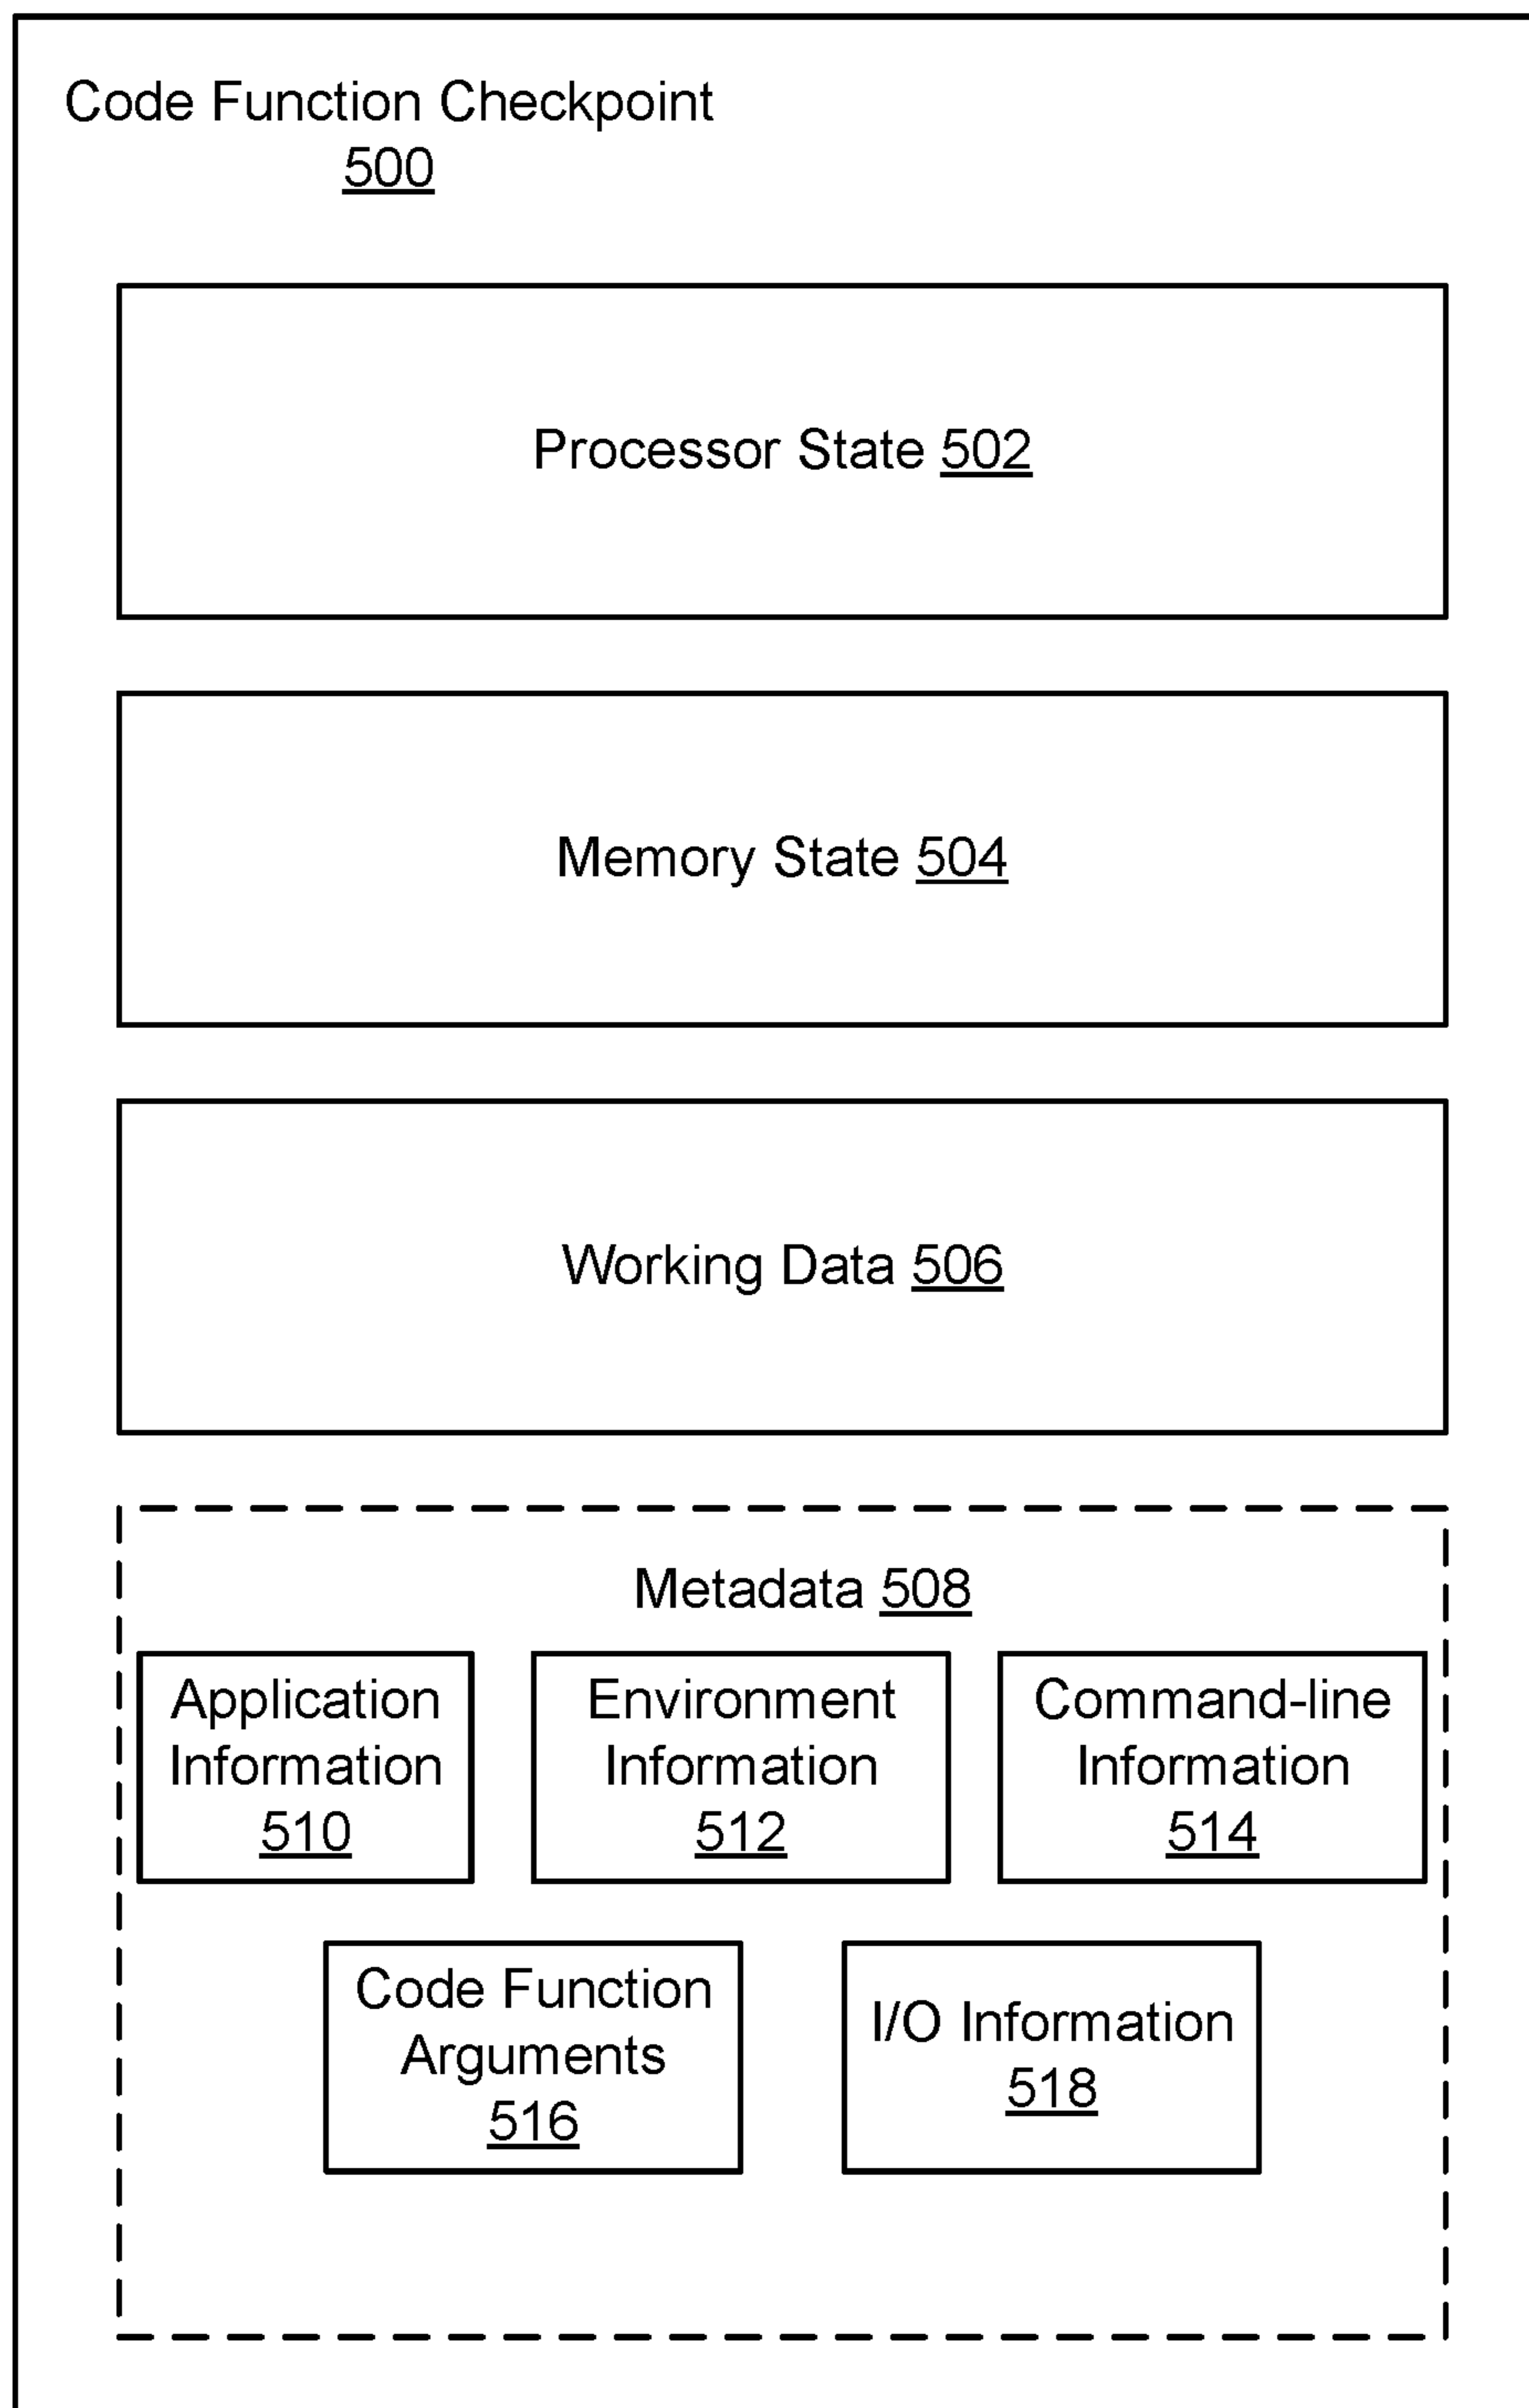 Code Function Checkpoint
500
Processor State 502
Memory State 504
Working Data 506
Metadata 508
Application
Information
510
Environment
Information
512
Command-line
Information
514
Code Function
Arguments
516
I/O Information
518